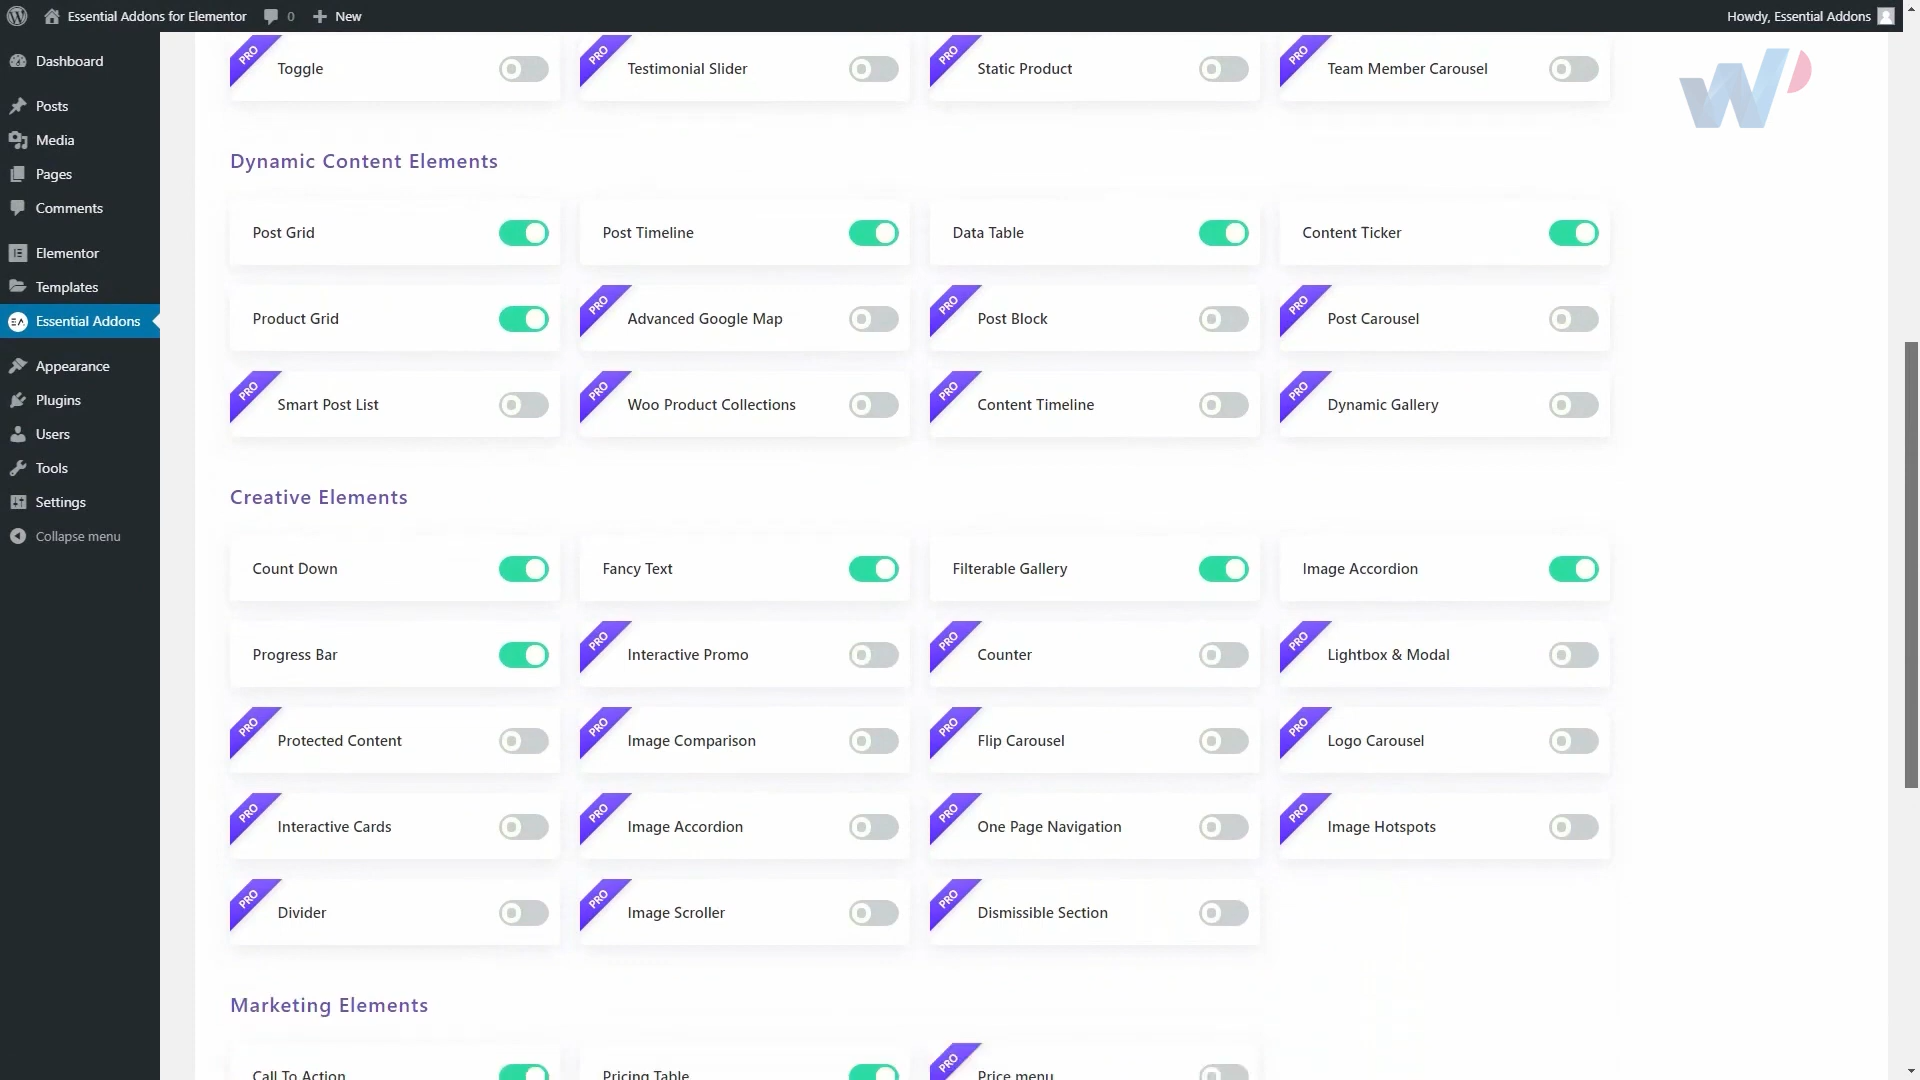 Essential Addons for Elementor 0 New Howdy, Essential Addons
Dashboard
Posts
Media
Pages
Comments
Elementor
Templates
Essential Addons
Appearance
Plugins
Users
Tools
Settings
Collapse menu
PRO Toggle PRO Testimonial Slider PRO Static Product PRO Team Member Carousel
Dynamic Content Elements
Post Grid Post Timeline Data Table Content Ticker
Product Grid PRO Advanced Google Map PRO Post Block PRO Post Carousel
PRO Smart Post List PRO Woo Product Collections PRO Content Timeline PRO Dynamic Gallery
Creative Elements
Count Down Fancy Text Filterable Gallery Image Accordion
Progress Bar PRO Interactive Promo PRO Counter PRO Lightbox & Modal
PRO Protected Content PRO Image Comparison PRO Flip Carousel PRO Logo Carousel
PRO Interactive Cards PRO Image Accordion PRO One Page Navigation PRO Image Hotspots
PRO Divider PRO Image Scroller PRO Dismissible Section
Marketing Elements
Call To Action Pricing Table PRO Price menu